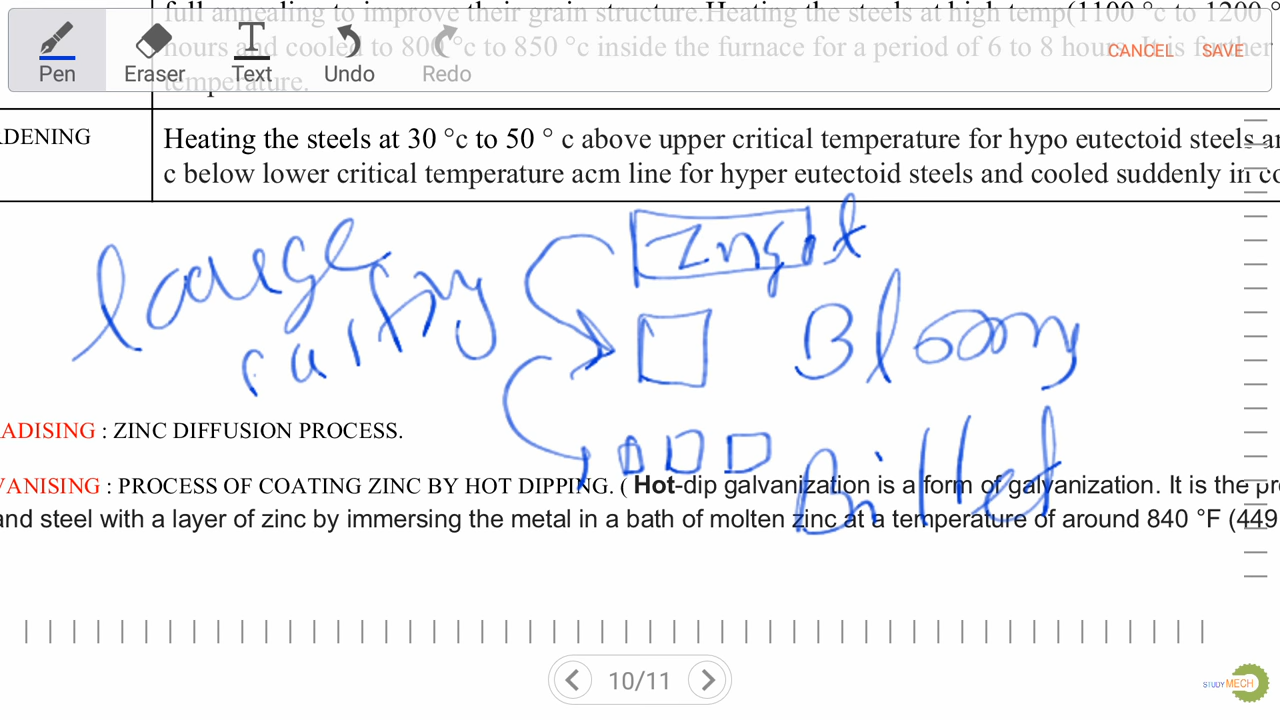 full annealing to improve their grain structure.Heating the steels at high temp(1100 °c to 1200 °
hours and cooled to 800 °c to 850 °c inside the furnace for a period of 6 to 8 hours. It is further
temperature.
Pen Eraser Text Undo Redo CANCEL SAVE
RDENING Heating the steels at 30 °c to 50 ° c above upper critical temperature for hypo eutectoid steels an
c below lower critical temperature acm line for hyper eutectoid steels and cooled suddenly in co
large Ingot
casting Bloom
Billet
ADISING : ZINC DIFFUSION PROCESS.
VANISING : PROCESS OF COATING ZINC BY HOT DIPPING. ( Hot-dip galvanization is a form of galvanization. It is the pro
and steel with a layer of zinc by immersing the metal in a bath of molten zinc at a temperature of around 840 °F (449
10/11
STUDYMECH